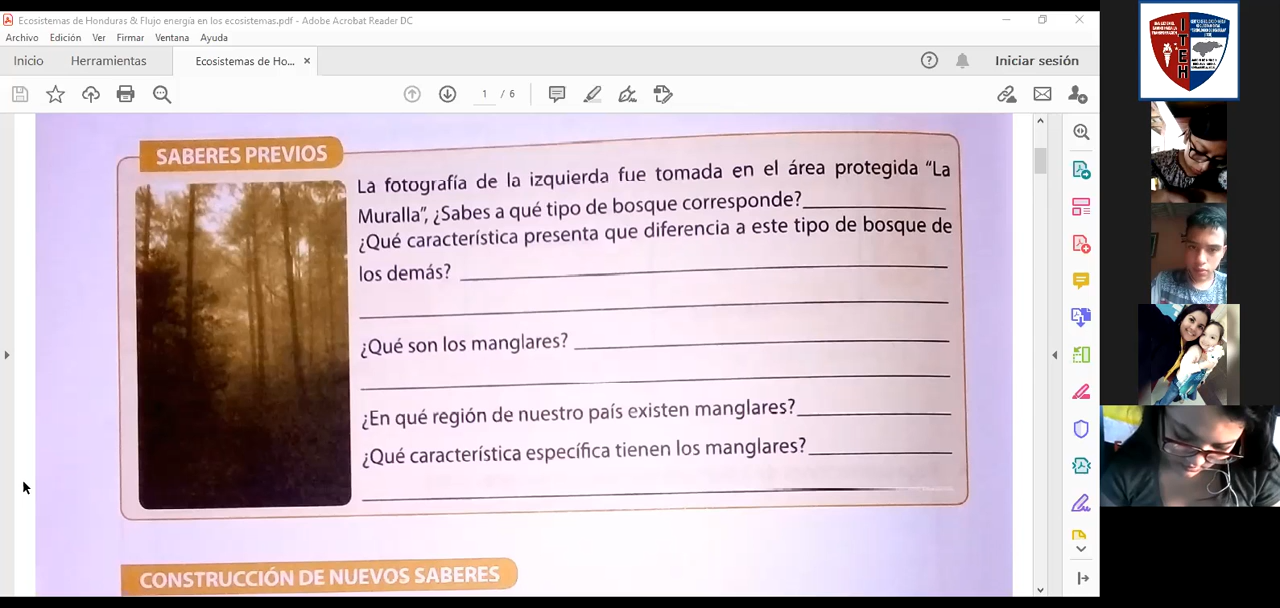 Ecosistemas de Honduras & Flujo energía en los ecosistemas.pdf - Adobe Acrobat Reader DC
Archivo Edición Ver Firmar Ventana Ayuda
Inicio Herramientas Ecosistemas de Ho... × Iniciar sesión
1 / 6
SABERES PREVIOS
La fotografía de la izquierda fue tomada en el área protegida “La
Muralla”, ¿Sabes a qué tipo de bosque corresponde?
¿Qué característica presenta que diferencia a este tipo de bosque de
los demás?
¿Qué son los manglares?
¿En qué región de nuestro país existen manglares?
¿Qué característica específica tienen los manglares?
CONSTRUCCIÓN DE NUEVOS SABERES
ITEH